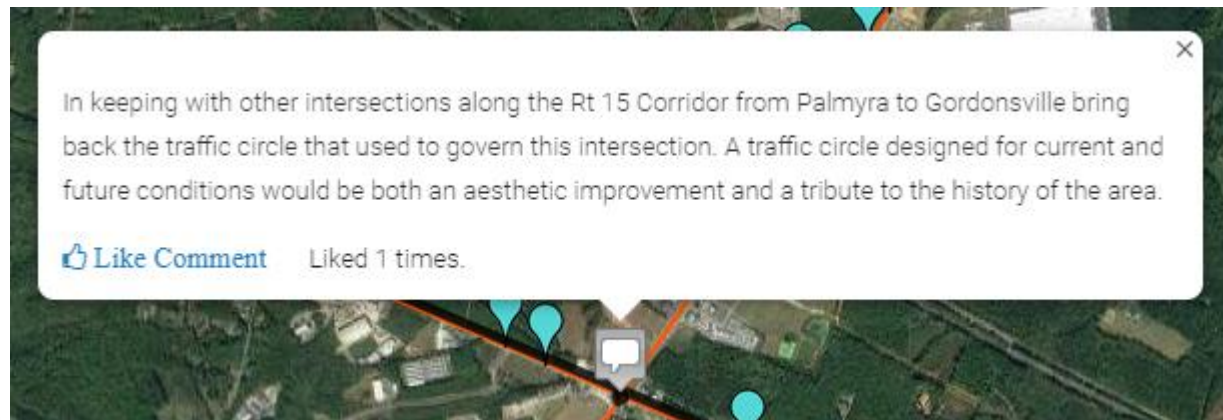 ×
In keeping with other intersections along the Rt 15 Corridor from Palmyra to Gordonsville bring
back the traffic circle that used to govern this intersection. A traffic circle designed for current and
future conditions would be both an aesthetic improvement and a tribute to the history of the area.
Like Comment Liked 1 times.